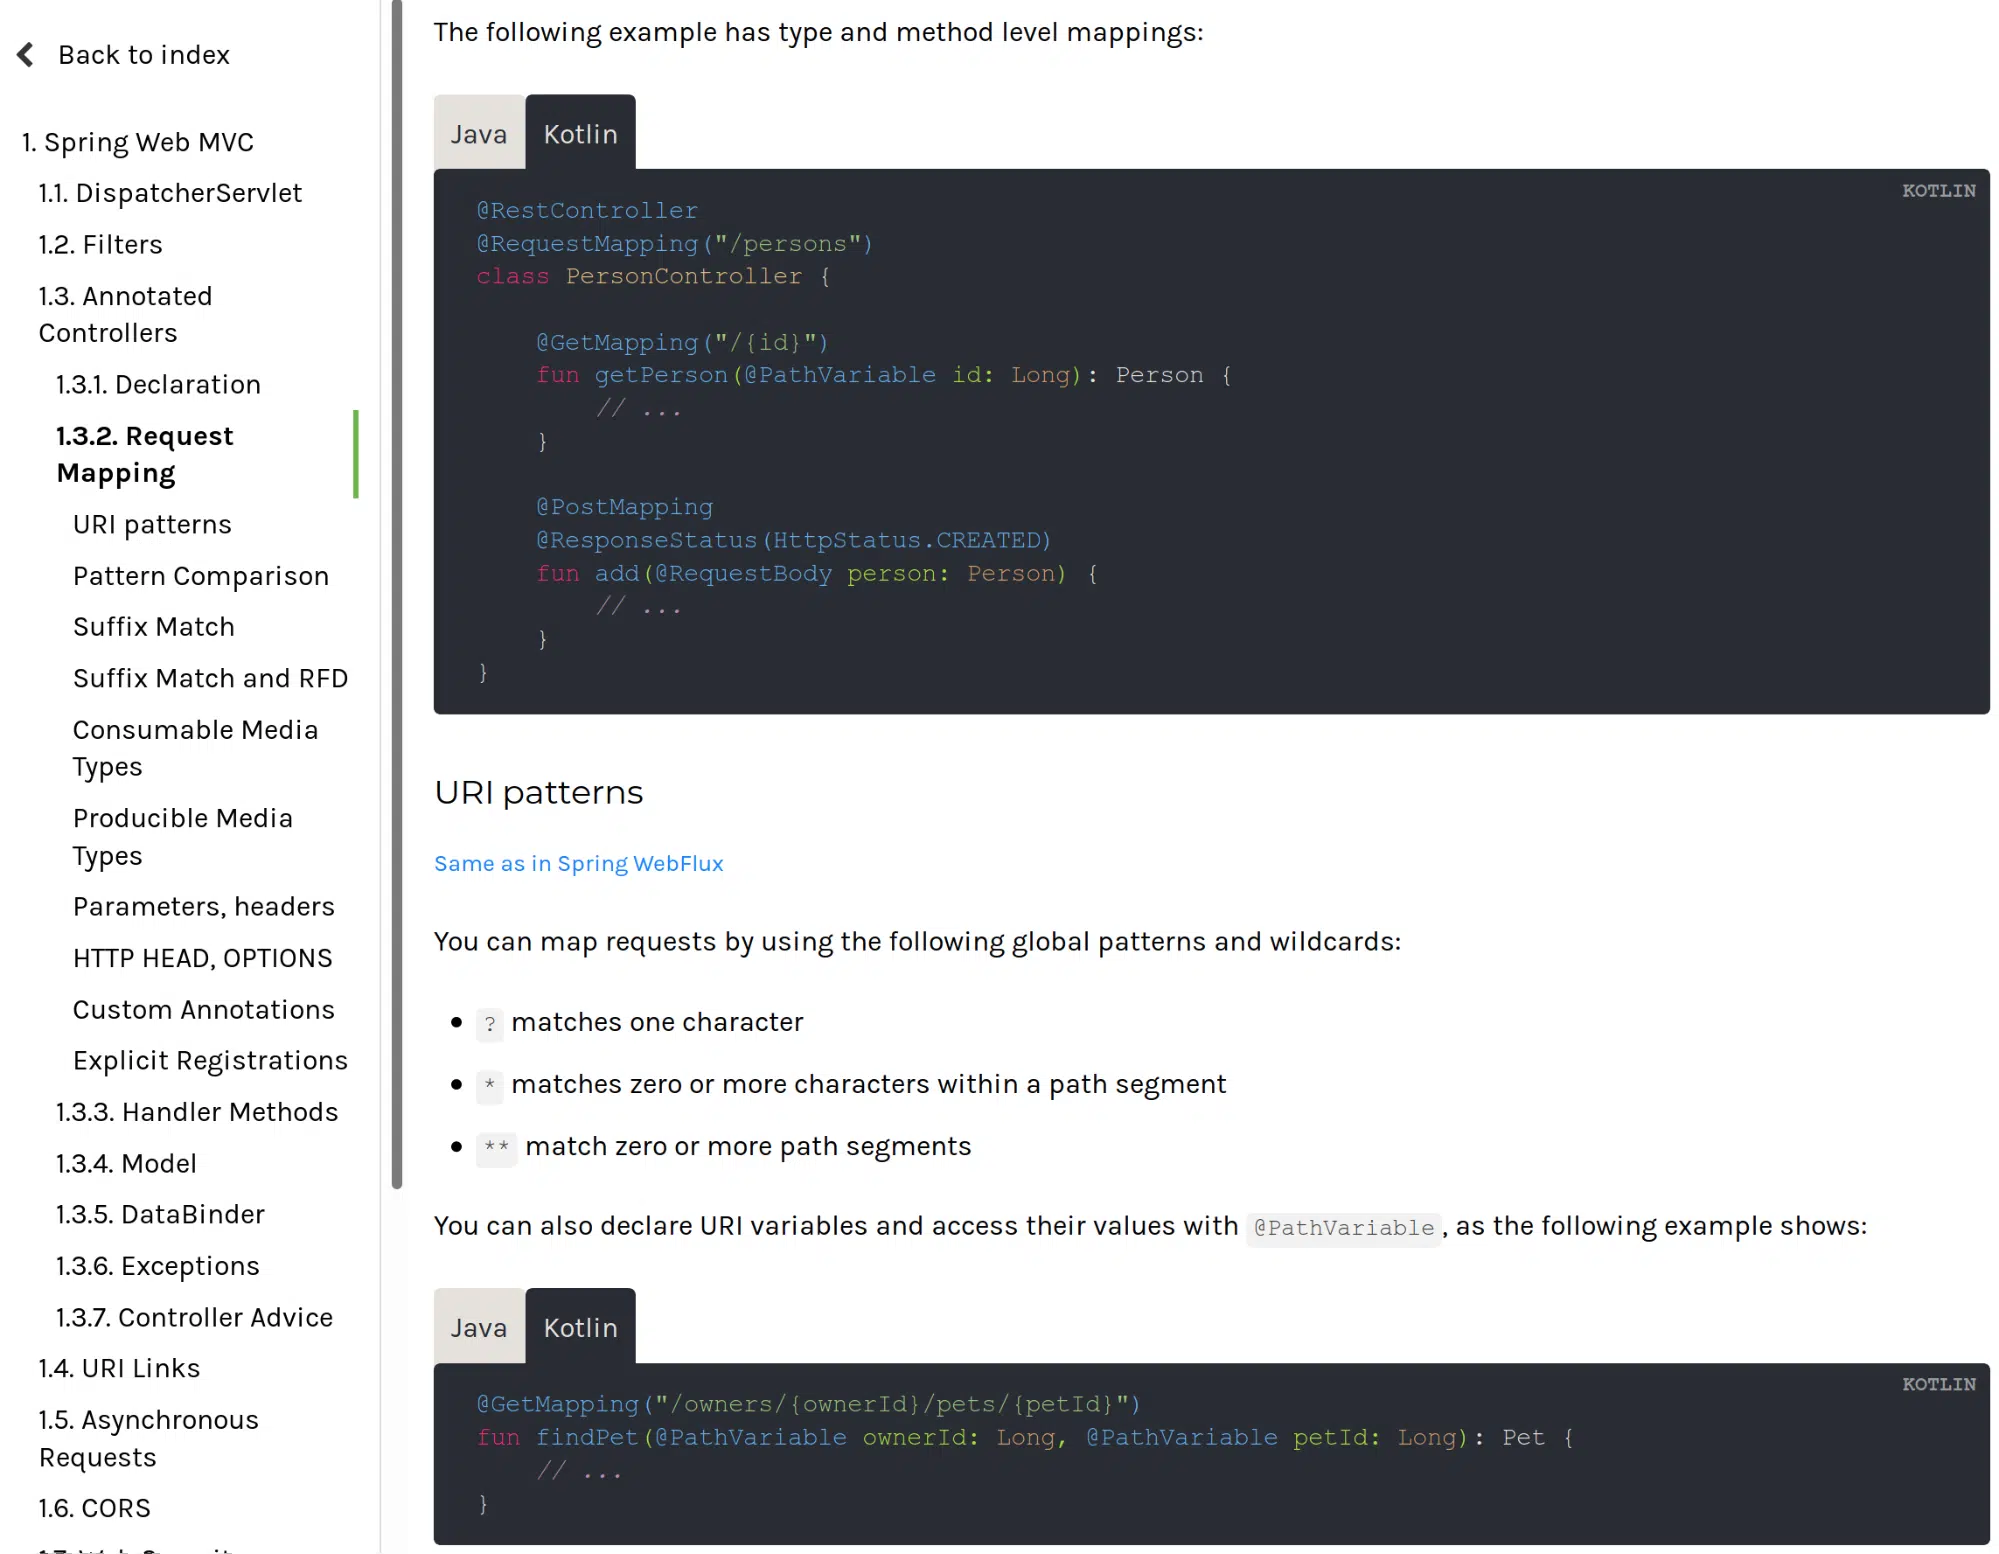 Back to index
1. Spring Web MVC
1.1. DispatcherServlet
1.2. Filters
1.3. Annotated
Controllers
1.3.1. Declaration
1.3.2. Request
Mapping
URI patterns
Pattern Comparison
Suffix Match
Suffix Match and RFD
Consumable Media
Types
Producible Media
Types
Parameters, headers
HTTP HEAD, OPTIONS
Custom Annotations
Explicit Registrations
1.3.3. Handler Methods
1.3.4. Model
1.3.5. DataBinder
1.3.6. Exceptions
1.3.7. Controller Advice
1.4. URI Links
1.5. Asynchronous
Requests
1.6. CORS
The following example has type and method level mappings:
Java Kotlin
KOTLIN
@RestController
@RequestMapping("/persons")
class PersonController {
@GetMapping("/{id}")
fun getPerson(@PathVariable id: Long): Person {
// ...
}
@PostMapping
@ResponseStatus(HttpStatus.CREATED)
fun add(@RequestBody person: Person) {
// ...
}
}
URI patterns
Same as in Spring WebFlux
You can map requests by using the following global patterns and wildcards:
? matches one character
* matches zero or more characters within a path segment
** match zero or more path segments
You can also declare URI variables and access their values with @PathVariable, as the following example shows:
Java Kotlin
KOTLIN
@GetMapping("/owners/{ownerId}/pets/{petId}")
fun findPet(@PathVariable ownerId: Long, @PathVariable petId: Long): Pet {
// ...
}